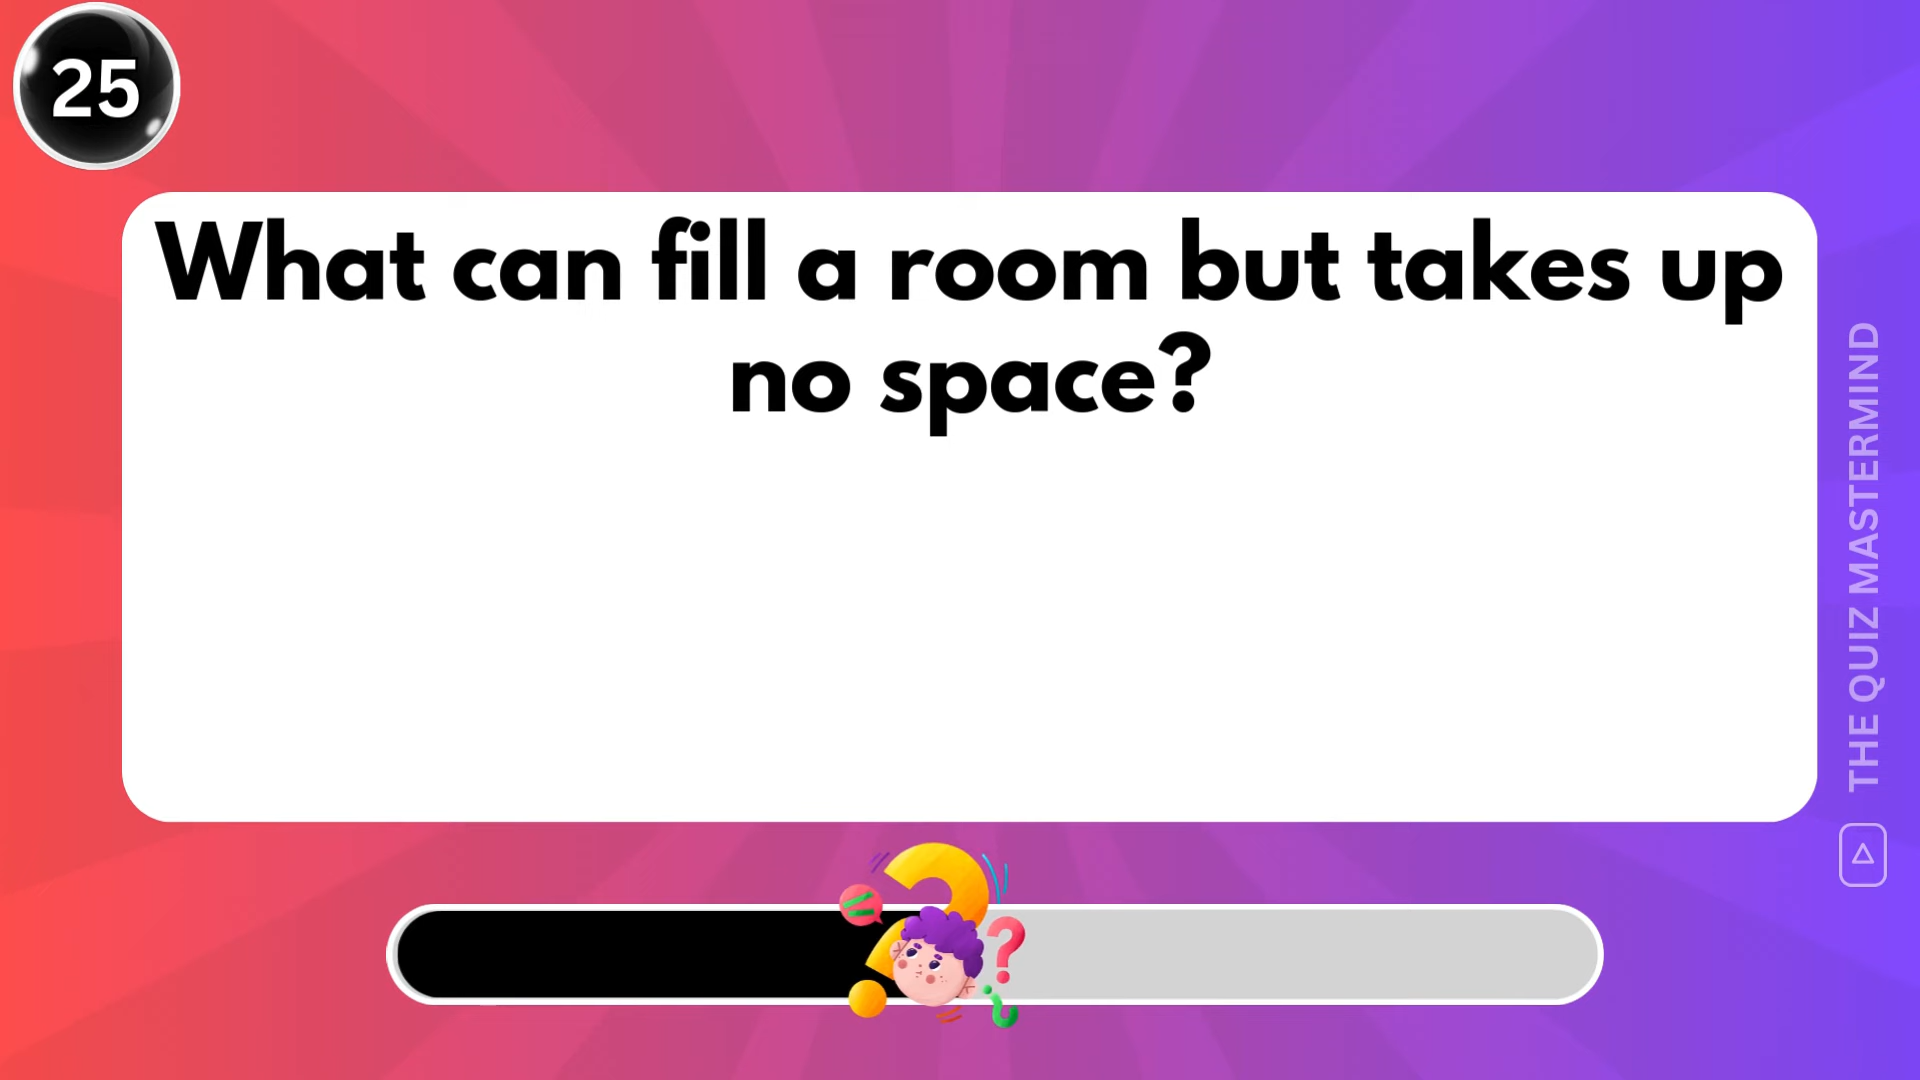 25
What can fill a room but takes up
no space?
THE QUIZ MASTERMIND